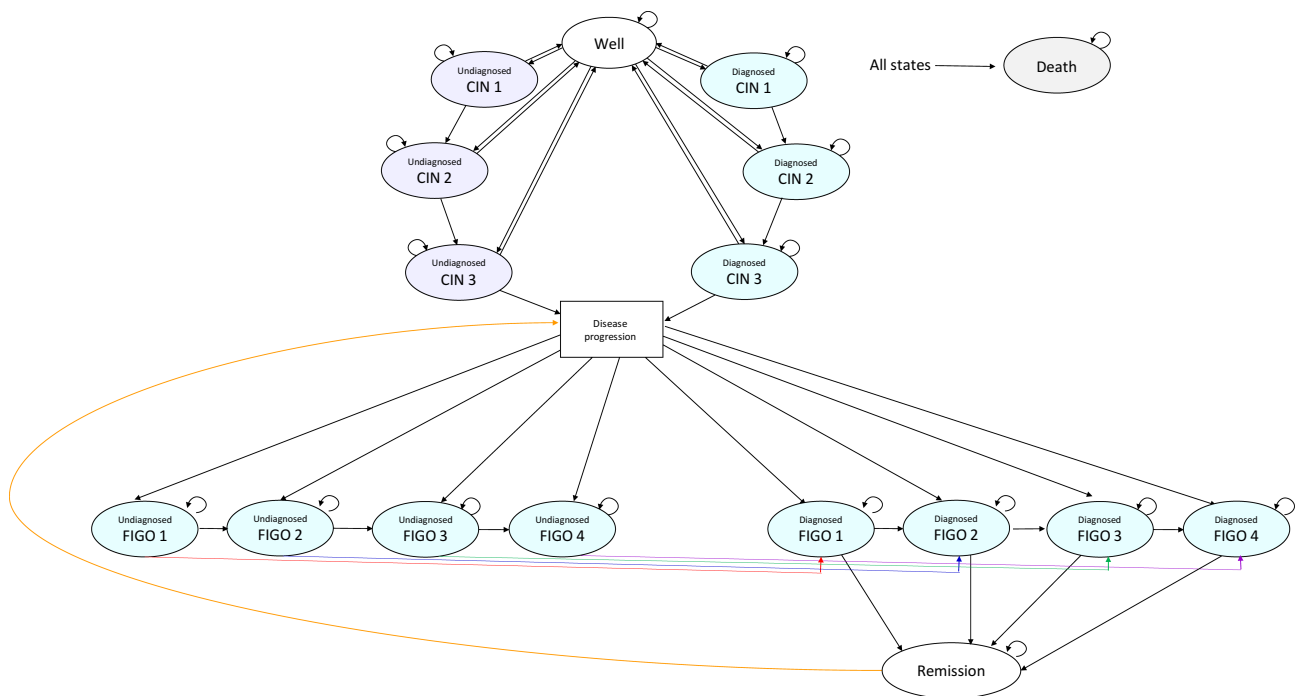 Well
All states
Death
Undiagnosed
CIN 1
Diagnosed
CIN 1
Undiagnosed
CIN 2
Diagnosed
CIN 2
Undiagnosed
CIN 3
Diagnosed
CIN 3
Disease
progression
Undiagnosed
FIGO 1
Undiagnosed
FIGO 2
Undiagnosed
FIGO 3
Undiagnosed
FIGO 4
Diagnosed
FIGO 1
Diagnosed
FIGO 2
Diagnosed
FIGO 3
Diagnosed
FIGO 4
Remission